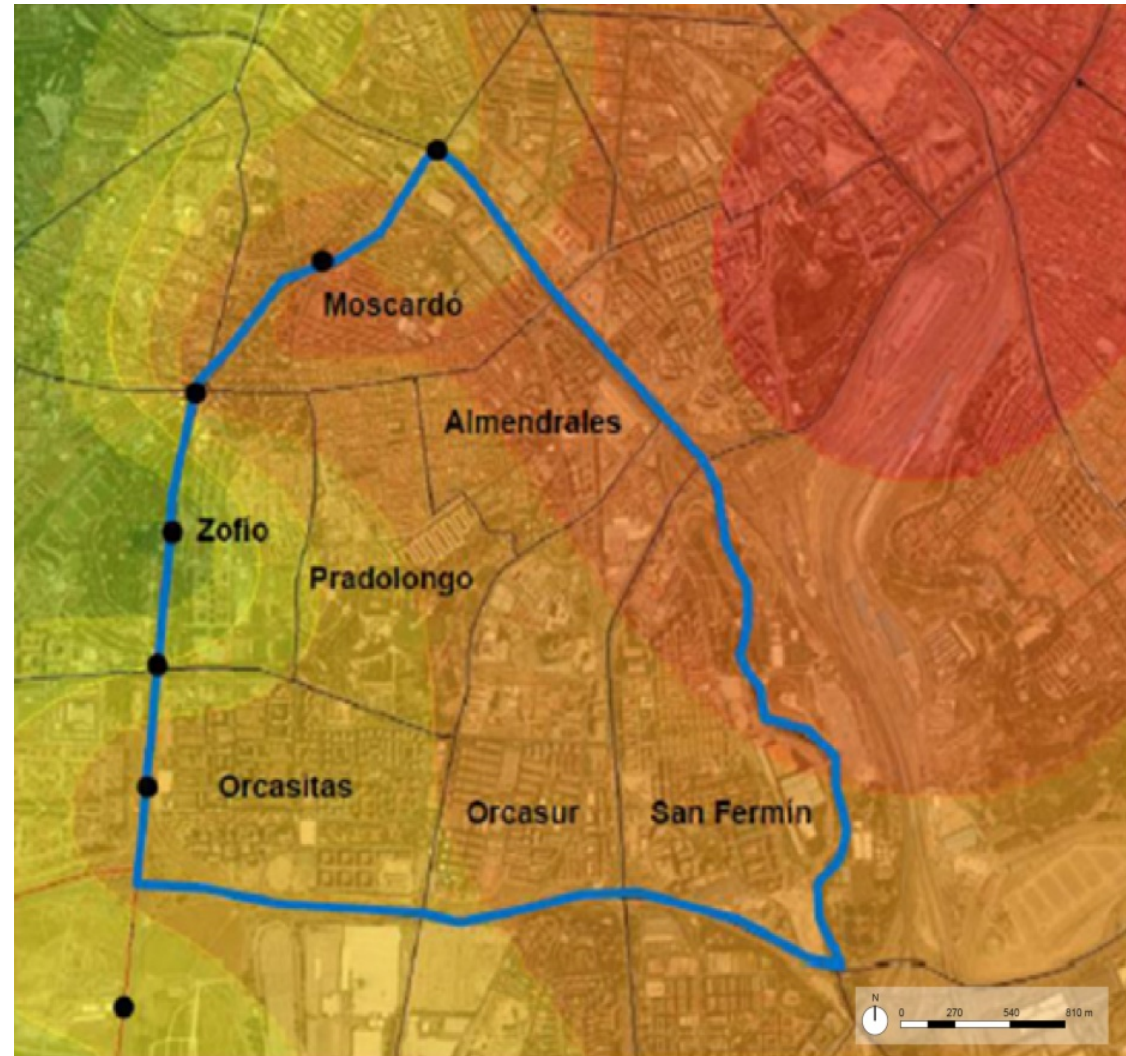 Moscardó
Almendrales
Zofío
Pradolongo
Orcasitas
Orcasur
San Fermín
N
0 270 540 810 m